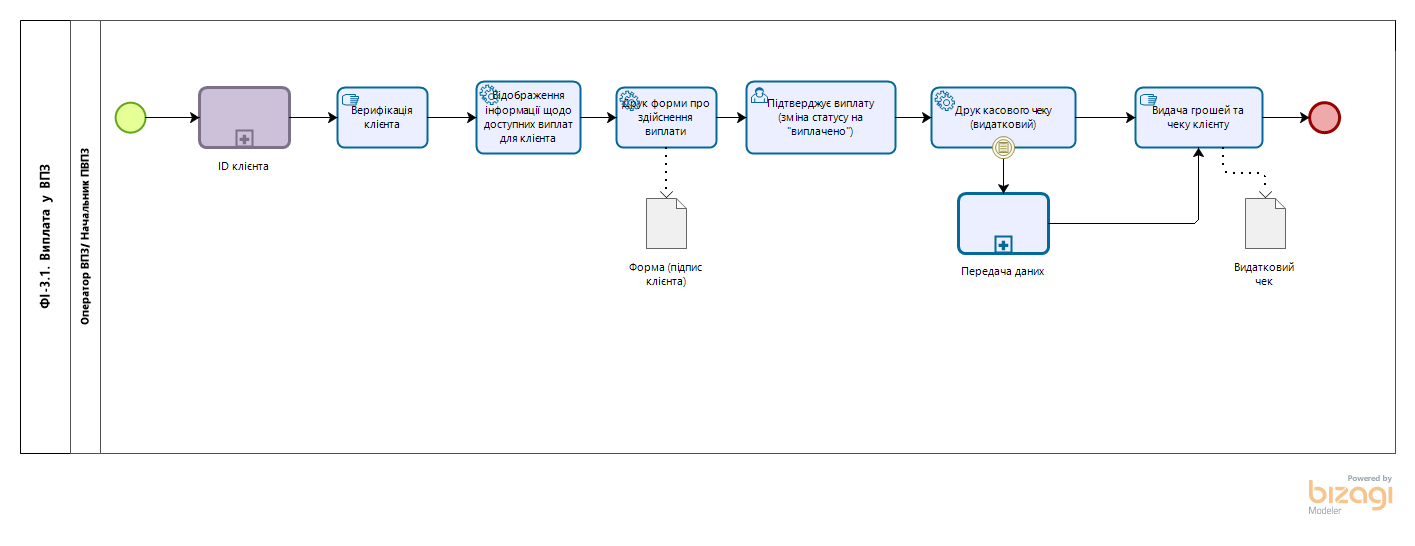 ФІ-3.1. Виплата у ВПЗ
Оператор ВПЗ/ Начальник ПВПЗ
ID клієнта
Верифікація
клієнта
Відображення
інформації щодо
доступних виплат
для клієнта
Друк форми про
здійснення
виплати
Підтверджує виплату
(зміна статусу на
"виплачено")
Друк касового чеку
(видатковий)
Видача грошей та
чеку клієнту
Форма (підпис
клієнта)
Передача даних
Видатковий
чек
Powered by
bizagi
Modeler